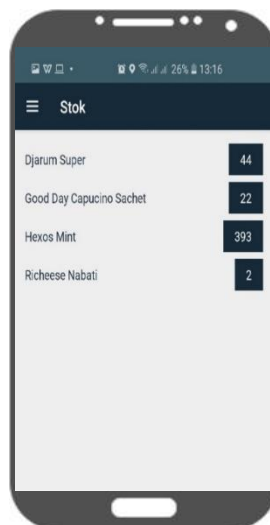 26% 13:16
Stok
Djarum Super 44
Good Day Capucino Sachet 22
Hexos Mint 393
Richeese Nabati 2